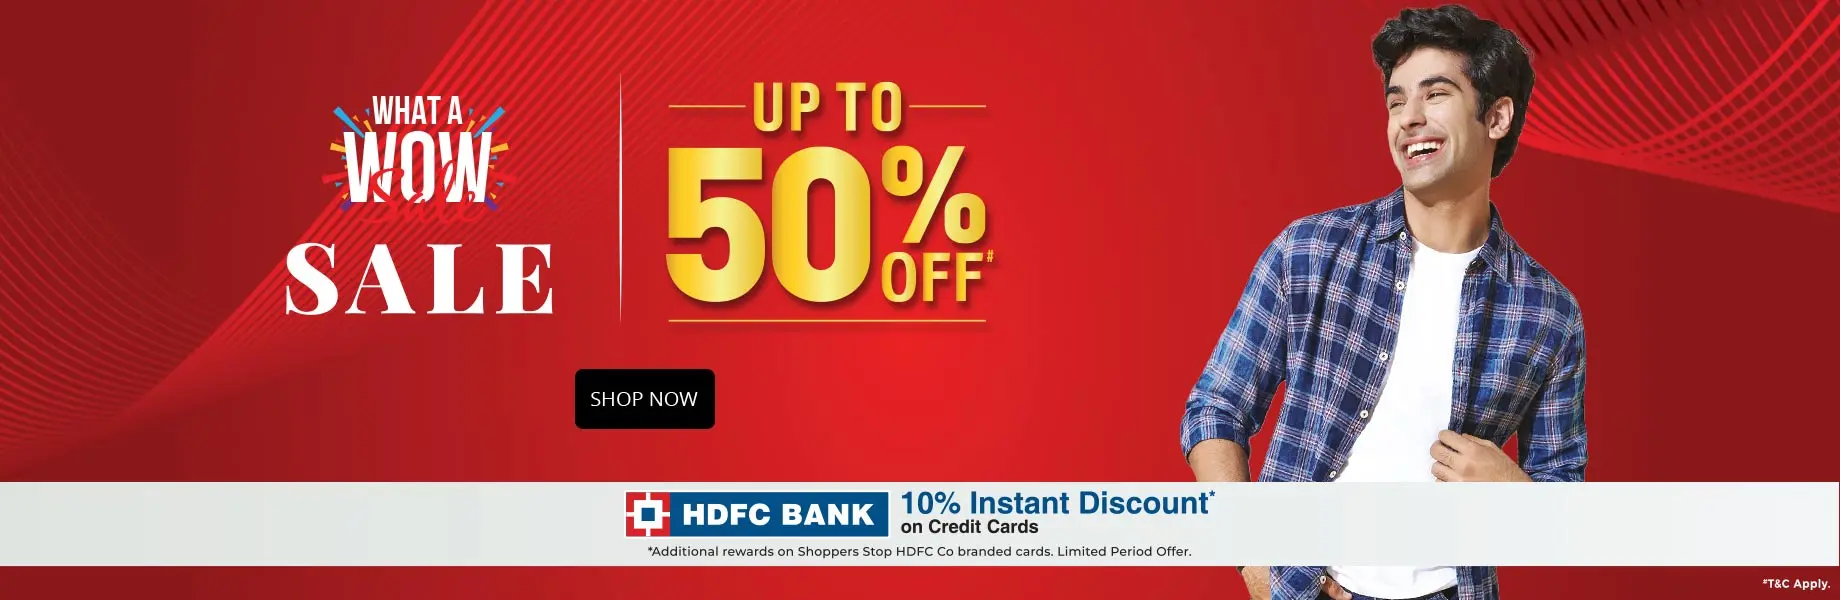 WHAT A
WOW
Sale
SALE
UP TO
50%
OFF#
SHOP NOW
HDFC BANK
10% Instant Discount*
on Credit Cards
*Additional rewards on Shoppers Stop HDFC Co branded cards. Limited Period Offer.
#T&C Apply.